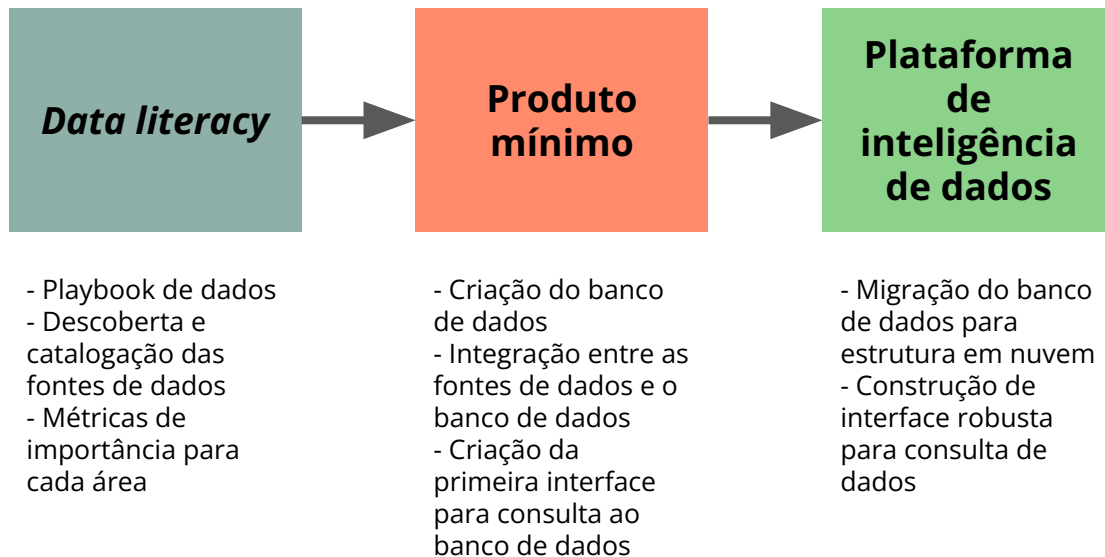 Data literacy
Produto
mínimo
Plataforma
de
inteligência
de dados
- Playbook de dados
- Descoberta e
catalogação das
fontes de dados
- Métricas de
importância para
cada área
- Criação do banco
de dados
- Integração entre as
fontes de dados e o
banco de dados
- Criação da
primeira interface
para consulta ao
banco de dados
- Migração do banco
de dados para
estrutura em nuvem
- Construção de
interface robusta
para consulta de
dados